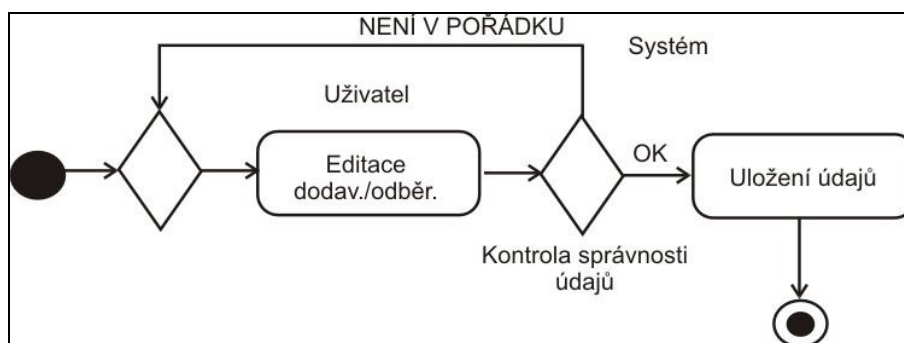 NENÍ V POŘÁDKU
Systém
Uživatel
Editace
dodav./odběr.
OK
Uložení údajů
Kontrola správnosti
údajů